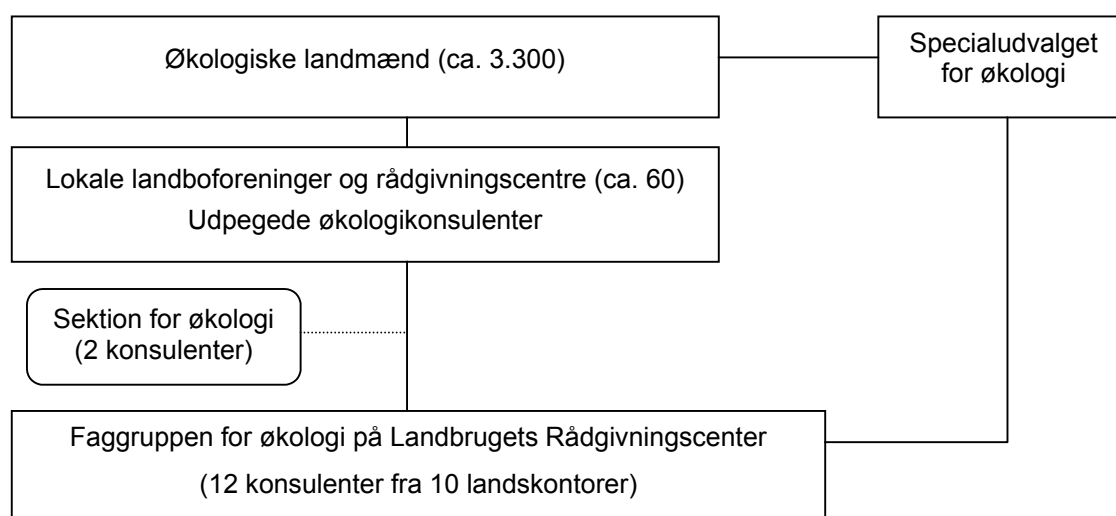 Økologiske landmænd (ca. 3.300)
Specialudvalget
for økologi
Lokale landboforeninger og rådgivningscentre (ca. 60)
Udpegede økologikonsulenter
Sektion for økologi
(2 konsulenter)
Faggruppen for økologi på Landbrugets Rådgivningscenter
(12 konsulenter fra 10 landskontorer)